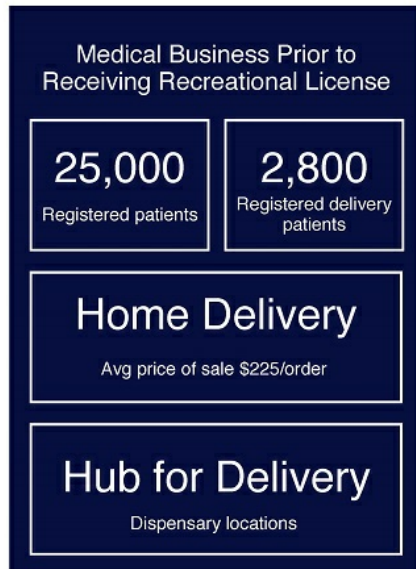 Medical Business Prior to
Receiving Recreational License
25,000
Registered patients
2,800
Registered delivery
patients
Home Delivery
Avg price of sale $225/order
Hub for Delivery
Dispensary locations